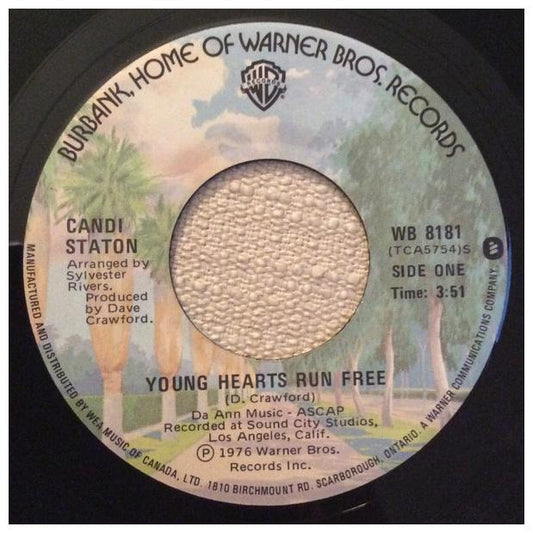 BURBANK, HOME OF WARNER BROS. RECORDS
RECORDS
CANDI
STATON
Arranged by
Sylvester
Rivers.
Produced
by Dave
Crawford.
WB 8181
(TCA5754)S
SIDE ONE
Time: 3:51
YOUNG HEARTS RUN FREE
(D. Crawford)
Da Ann Music - ASCAP
Recorded at Sound City Studios,
Los Angeles, Calif.
Ⓟ 1976 Warner Bros.
Records Inc.
MANUFACTURED AND DISTRIBUTED BY WEA MUSIC OF CANADA, LTD. 1810 BIRCHMOUNT RD. SCARBOROUGH, ONTARIO. A WARNER COMMUNICATIONS COMPANY.